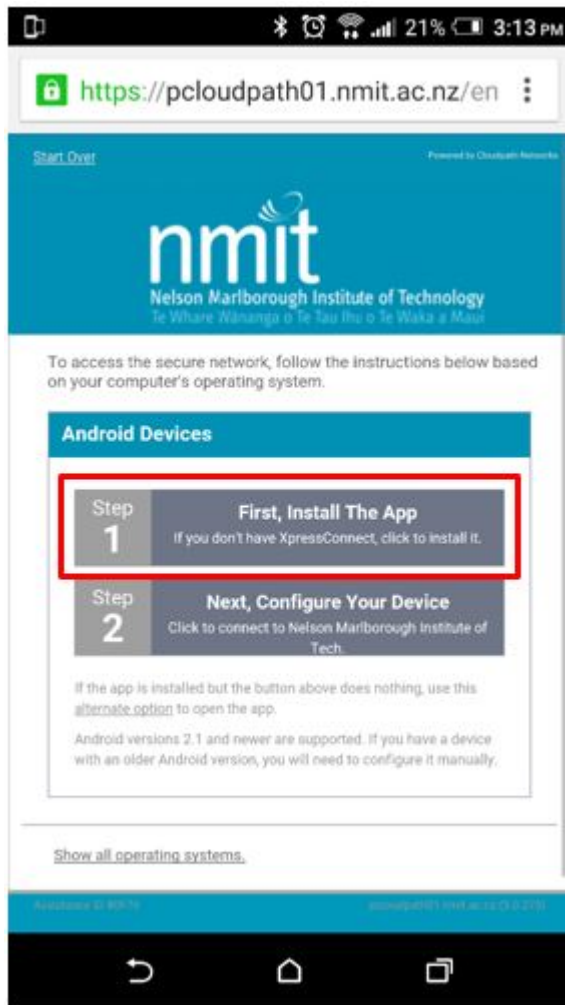 21% 3:13 PM
https://pcloudpath01.nmit.ac.nz/en
Start Over
Powered by Cloudpath Networks
nmit
Nelson Marlborough Institute of Technology
Te Whare Wānanga o Te Tau Ihu o Te Waka a Maui
To access the secure network, follow the instructions below based
on your computer's operating system.
Android Devices
Step
1
First, Install The App
If you don't have XpressConnect, click to install it.
Step
2
Next, Configure Your Device
Click to connect to Nelson Marlborough Institute of
Tech.
If the app is installed but the button above does nothing, use this
alternate option to open the app.
Android versions 2.1 and newer are supported. If you have a device
with an older Android version, you will need to configure it manually.
Show all operating systems.